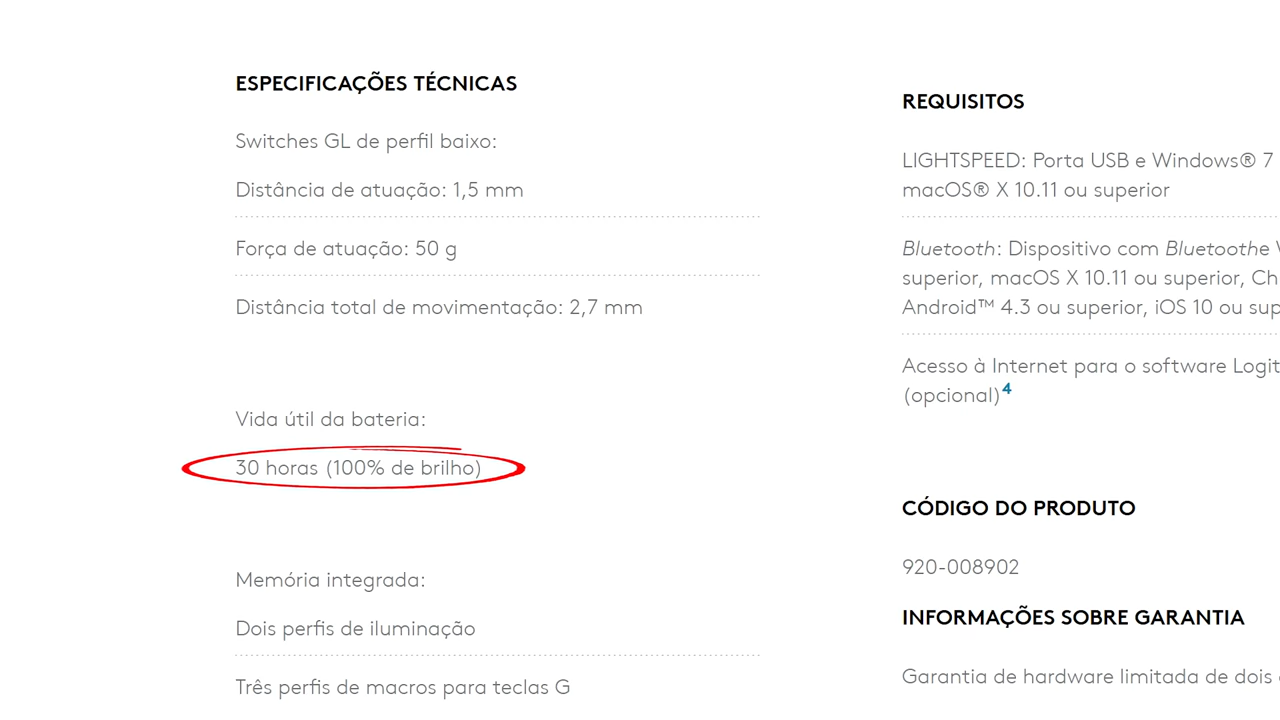 ESPECIFICAÇÕES TÉCNICAS
Switches GL de perfil baixo:
Distância de atuação: 1,5 mm
Força de atuação: 50 g
Distância total de movimentação: 2,7 mm
Vida útil da bateria:
30 horas (100% de brilho)
Memória integrada:
Dois perfis de iluminação
Três perfis de macros para teclas G
REQUISITOS
LIGHTSPEED: Porta USB e Windows® 7
macOS® X 10.11 ou superior
Bluetooth: Dispositivo com Bluetoothe
superior, macOS X 10.11 ou superior,
Android™ 4.3 ou superior, iOS 10 ou
Acesso à Internet para o software
(opcional)4
CÓDIGO DO PRODUTO
920-008902
INFORMAÇÕES SOBRE GARANTIA
Garantia de hardware limitada de dois